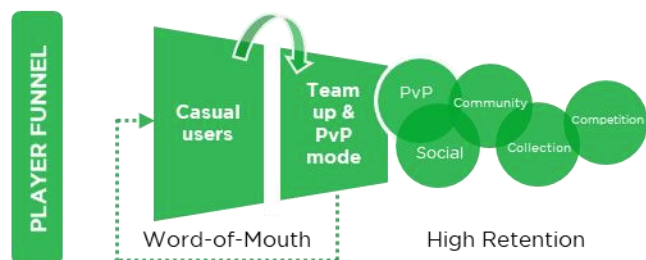 PLAYER FUNNEL
Casual
users
Team
up &
PvP
mode
PvP
Social
Community
Collection
Competition
Word-of-Mouth
High Retention